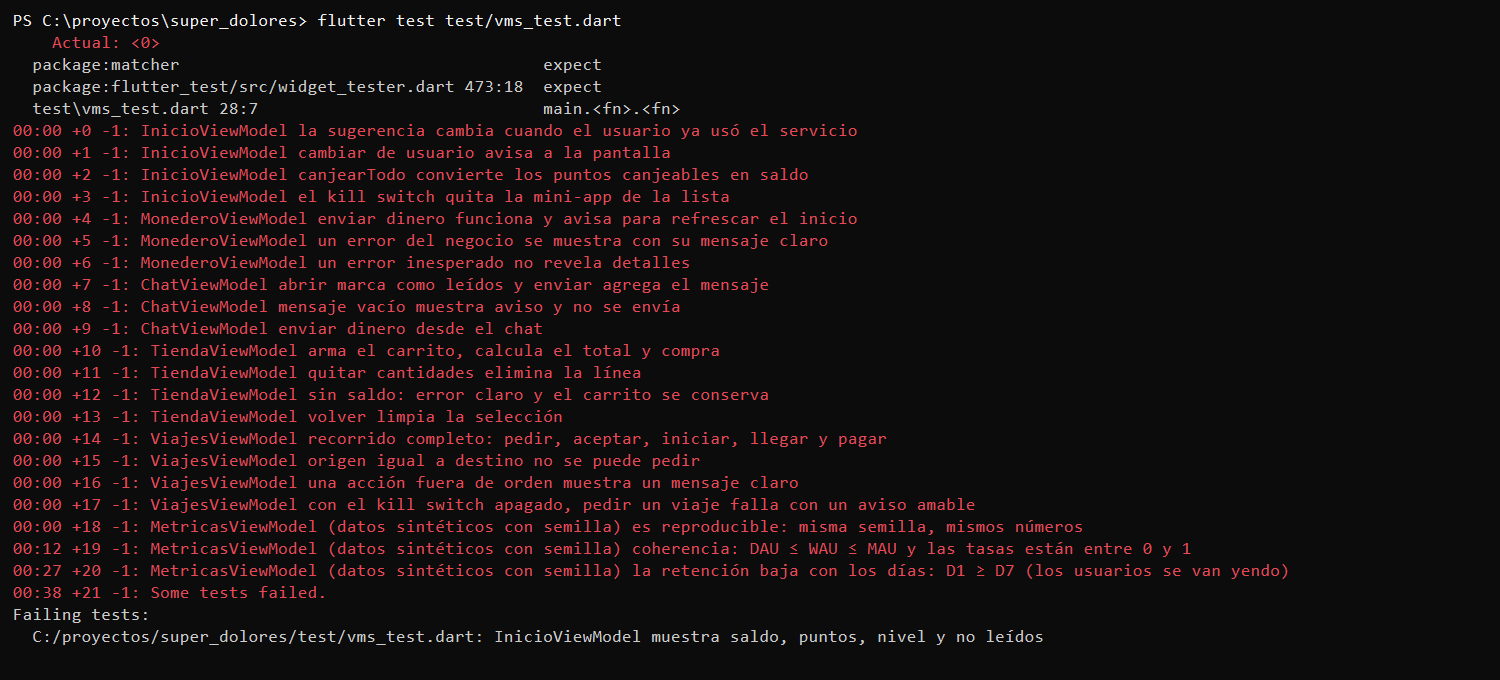 PS C:\proyectos\super_dolores> flutter test test/vms_test.dart
Actual: <0>
package:matcher expect
package:flutter_test/src/widget_tester.dart 473:18 expect
test\vms_test.dart 28:7 main.<fn>.<fn>
00:00 +0 -1: InicioViewModel la sugerencia cambia cuando el usuario ya usó el servicio
00:00 +1 -1: InicioViewModel cambiar de usuario avisa a la pantalla
00:00 +2 -1: InicioViewModel canjearTodo convierte los puntos canjeables en saldo
00:00 +3 -1: InicioViewModel el kill switch quita la mini-app de la lista
00:00 +4 -1: MonederoViewModel enviar dinero funciona y avisa para refrescar el inicio
00:00 +5 -1: MonederoViewModel un error del negocio se muestra con su mensaje claro
00:00 +6 -1: MonederoViewModel un error inesperado no revela detalles
00:00 +7 -1: ChatViewModel abrir marca como leídos y enviar agrega el mensaje
00:00 +8 -1: ChatViewModel mensaje vacío muestra aviso y no se envía
00:00 +9 -1: ChatViewModel enviar dinero desde el chat
00:00 +10 -1: TiendaViewModel arma el carrito, calcula el total y compra
00:00 +11 -1: TiendaViewModel quitar cantidades elimina la línea
00:00 +12 -1: TiendaViewModel sin saldo: error claro y el carrito se conserva
00:00 +13 -1: TiendaViewModel volver limpia la selección
00:00 +14 -1: ViajesViewModel recorrido completo: pedir, aceptar, iniciar, llegar y pagar
00:00 +15 -1: ViajesViewModel origen igual a destino no se puede pedir
00:00 +16 -1: ViajesViewModel una acción fuera de orden muestra un mensaje claro
00:00 +17 -1: ViajesViewModel con el kill switch apagado, pedir un viaje falla con un aviso amable
00:00 +18 -1: MetricasViewModel (datos sintéticos con semilla) es reproducible: misma semilla, mismos números
00:12 +19 -1: MetricasViewModel (datos sintéticos con semilla) coherencia: DAU ≤ WAU ≤ MAU y las tasas están entre 0 y 1
00:27 +20 -1: MetricasViewModel (datos sintéticos con semilla) la retención baja con los días: D1 ≥ D7 (los usuarios se van yendo)
00:38 +21 -1: Some tests failed.
Failing tests:
C:/proyectos/super_dolores/test/vms_test.dart: InicioViewModel muestra saldo, puntos, nivel y no leídos